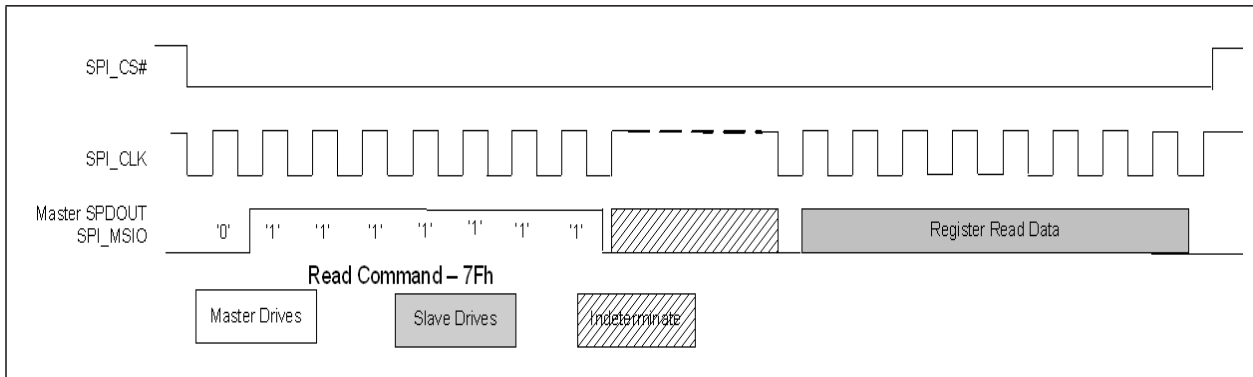 SPI_CS#
SPI_CLK
Master SPDOUT
SPI_MSIO
'0' '1' '1' '1' '1' '1' '1' '1'
Register Read Data
Read Command – 7Fh
Master Drives
Slave Drives
Indeterminate